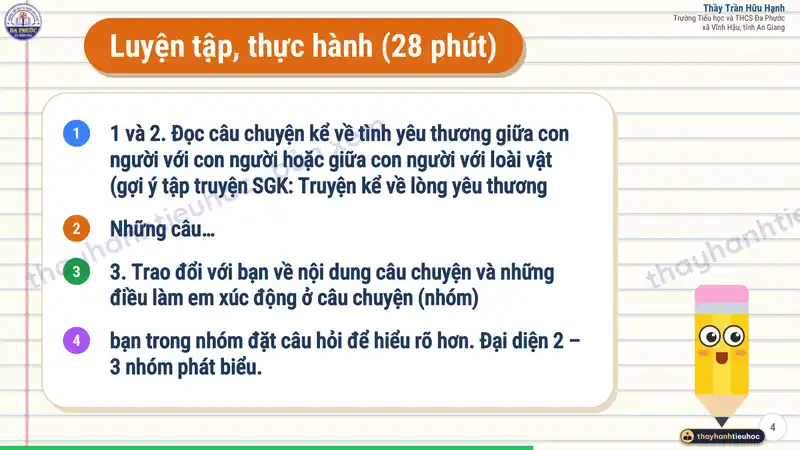 Thầy Trần Hữu Hạnh
Trường Tiểu học và THCS Đa Phước
xã Vĩnh Hậu, tỉnh An Giang
ĐA PHƯỚC
Luyện tập, thực hành (28 phút)
1 1 và 2. Đọc câu chuyện kể về tình yêu thương giữa con
người với con người hoặc giữa con người với loài vật
(gợi ý tập truyện SGK: Truyện kể về lòng yêu thương
2 Những câu…
3 3. Trao đổi với bạn về nội dung câu chuyện và những
điều làm em xúc động ở câu chuyện (nhóm)
4 bạn trong nhóm đặt câu hỏi để hiểu rõ hơn. Đại diện 2 –
3 nhóm phát biểu.
thayhanhtieuhoc
4